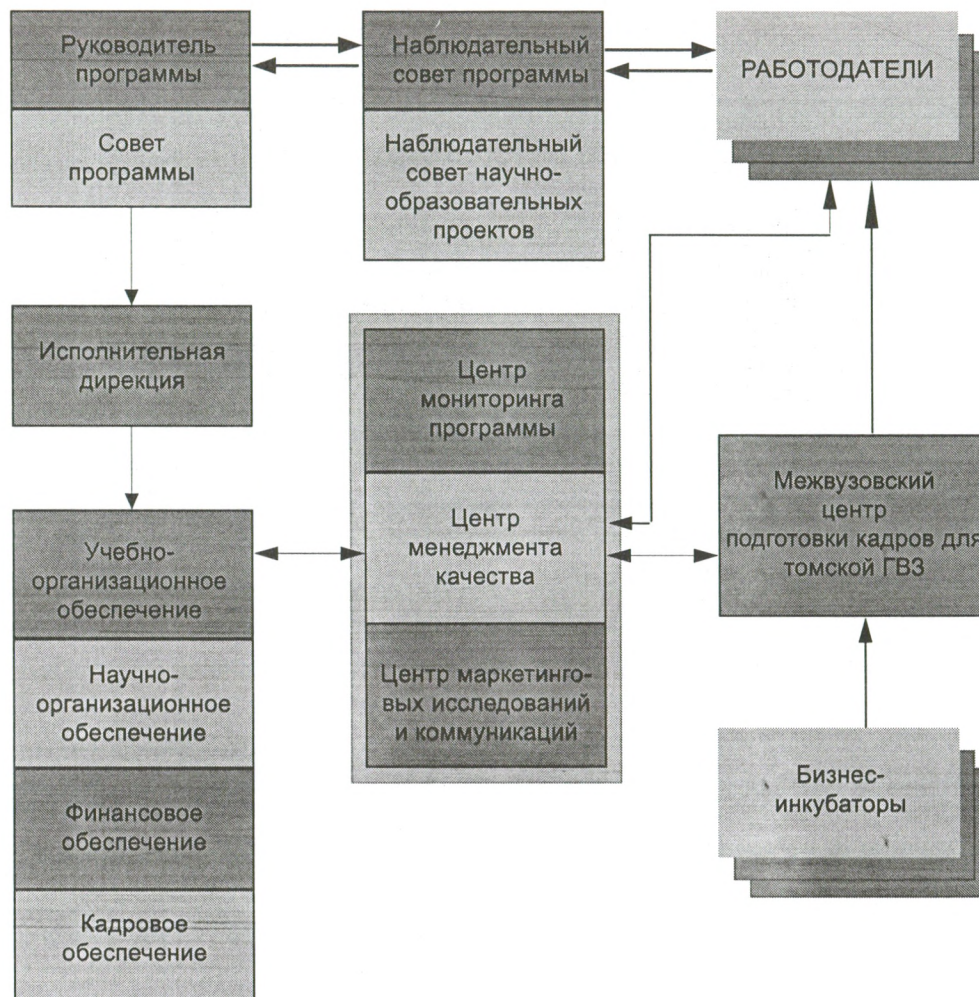 Руководитель
программы
Совет
программы
Наблюдательный
совет программы
Наблюдательный
совет научно-
образовательных
проектов
РАБОТОДАТЕЛИ
Исполнительная
дирекция
Центр
мониторинга
программы
Центр
менеджмента
качества
Центр маркетинго-
вых исследований
и коммуникаций
Межвузовский
центр
подготовки кадров для
томской ГВЗ
Учебно-
организационное
обеспечение
Научно-
организационное
обеспечение
Финансовое
обеспечение
Кадровое
обеспечение
Бизнес-
инкубаторы